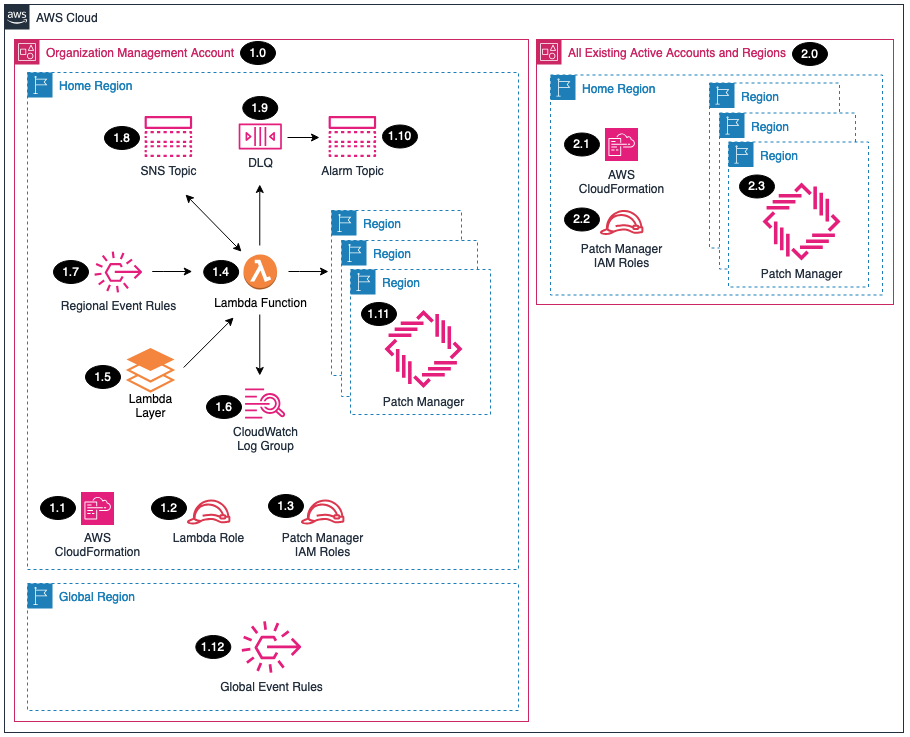 aws
AWS Cloud
Organization Management Account
1.0
Home Region
1.8
SNS Topic
1.9
DLQ
1.10
Alarm Topic
1.7
Regional Event Rules
1.4
Lambda Function
Region
Region
Region
1.11
Patch Manager
1.5
Lambda
Layer
1.6
CloudWatch
Log Group
1.1
AWS
CloudFormation
1.2
Lambda Role
1.3
Patch Manager
IAM Roles
Global Region
1.12
Global Event Rules
All Existing Active Accounts and Regions
2.0
Home Region
2.1
AWS
CloudFormation
2.2
Patch Manager
IAM Roles
Region
Region
Region
2.3
Patch Manager